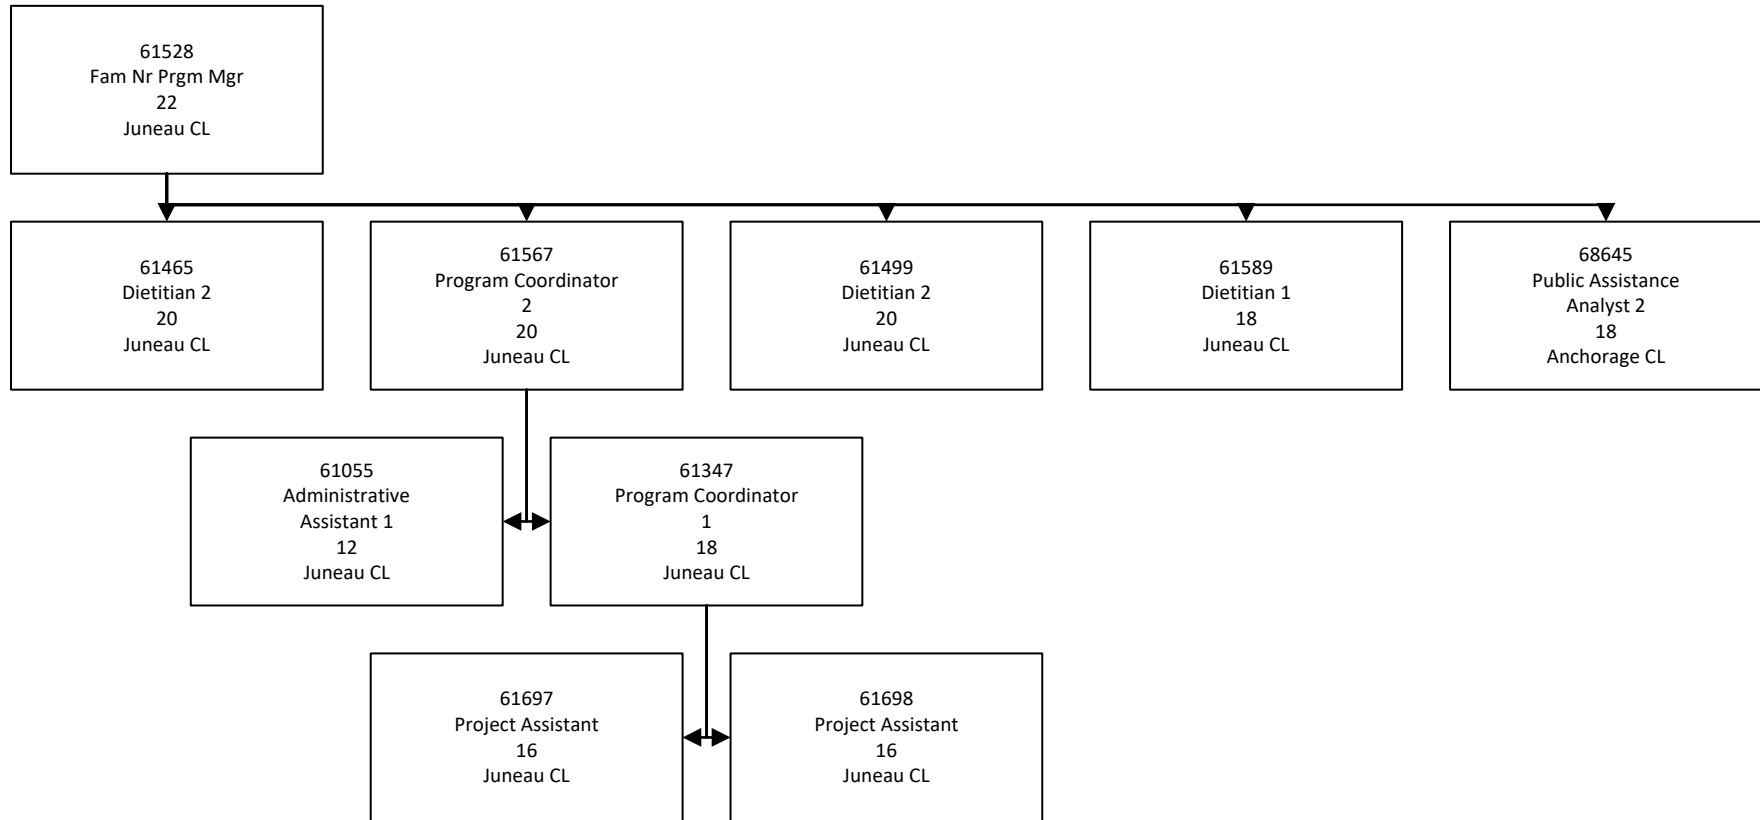 61528
Fam Nr Prgm Mgr
22
Juneau CL
61465
Dietitian 2
20
Juneau CL
61567
Program Coordinator
2
20
Juneau CL
61499
Dietitian 2
20
Juneau CL
61589
Dietitian 1
18
Juneau CL
68645
Public Assistance
Analyst 2
18
Anchorage CL
61055
Administrative
Assistant 1
12
Juneau CL
61347
Program Coordinator
1
18
Juneau CL
61697
Project Assistant
16
Juneau CL
61698
Project Assistant
16
Juneau CL